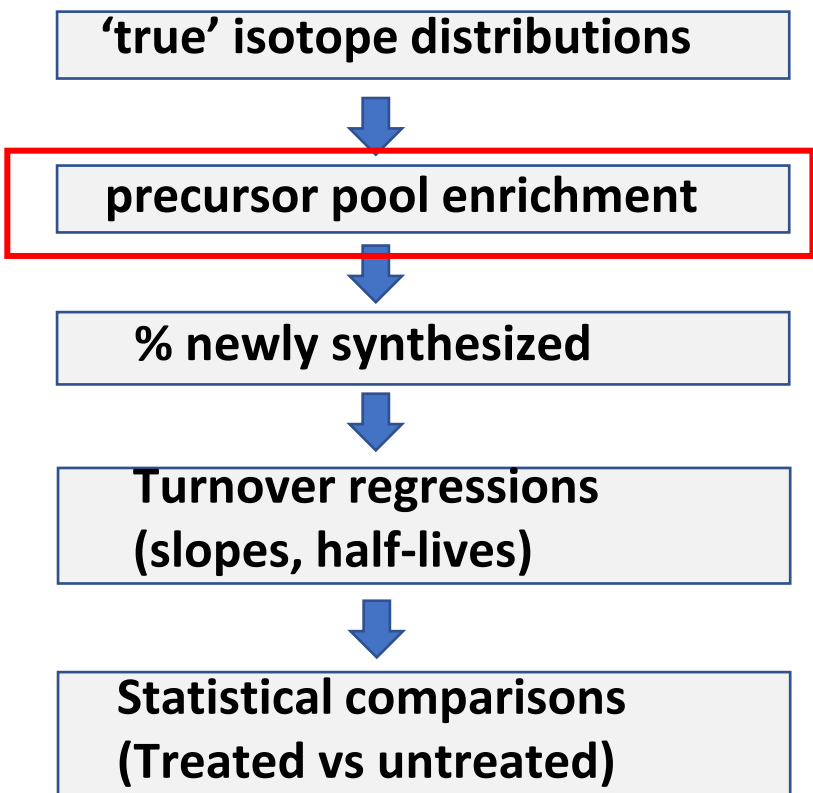 ‘true’ isotope distributions
precursor pool enrichment
% newly synthesized
Turnover regressions
(slopes, half-lives)
Statistical comparisons
(Treated vs untreated)